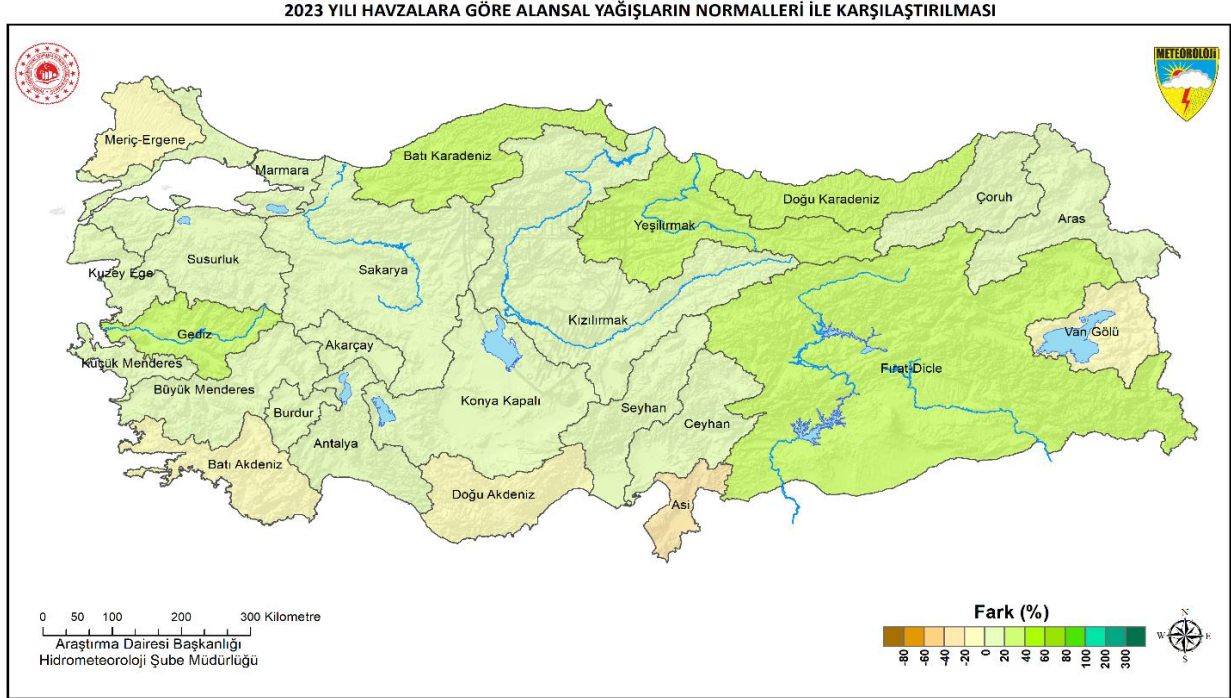 2023 YILI HAVZALARA GÖRE ALANSAL YAĞIŞLARIN NORMALLERİ İLE KARŞILAŞTIRILMASI
METEOROLOJİ
Meriç-Ergene
Marmara
Batı Karadeniz
Doğu Karadeniz
Çoruh
Aras
Yeşilırmak
Susurluk
Kuzey Ege
Sakarya
Kızılırmak
Gediz
Van Gölü
Küçük Menderes
Akarçay
Fırat-Dicle
Büyük Menderes
Konya Kapalı
Burdur
Seyhan
Ceyhan
Antalya
Batı Akdeniz
Doğu Akdeniz
Asi
0 50 100 200 300 Kilometre
Araştırma Dairesi Başkanlığı
Hidrometeoroloji Şube Müdürlüğü
Fark (%)
-80 -60 -40 -20 0 20 40 60 80 100 200 300
N
W E
S